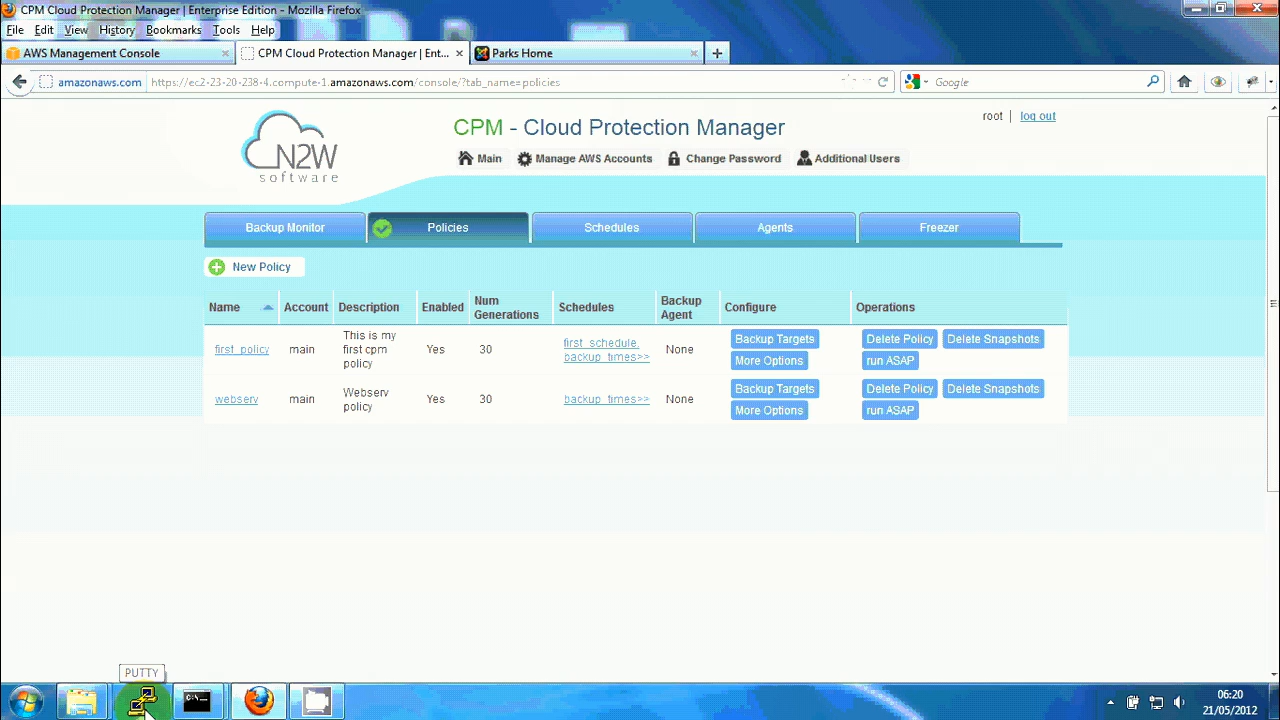 CPM Cloud Protection Manager | Enterprise Edition - Mozilla Firefox
File Edit View History Bookmarks Tools Help
AWS Management Console
CPM Cloud Protection Manager | Ent...
Parks Home
amazonaws.com
https://ec2-23-20-238-4.compute-1.amazonaws.com/console/?tab_name=policies
Google
N2W
software
CPM - Cloud Protection Manager
root | log out
Main Manage AWS Accounts Change Password Additional Users
Backup Monitor Policies Schedules Agents Freezer
New Policy
Name Account Description Enabled Num Generations Schedules Backup Agent Configure Operations
first_policy main This is my first cpm policy Yes 30 first_schedule, backup_times>> None Backup Targets More Options Delete Policy Delete Snapshots run ASAP
webserv main Webserv policy Yes 30 backup_times>> None Backup Targets More Options Delete Policy Delete Snapshots run ASAP
PUTTY
06:20
21/05/2012